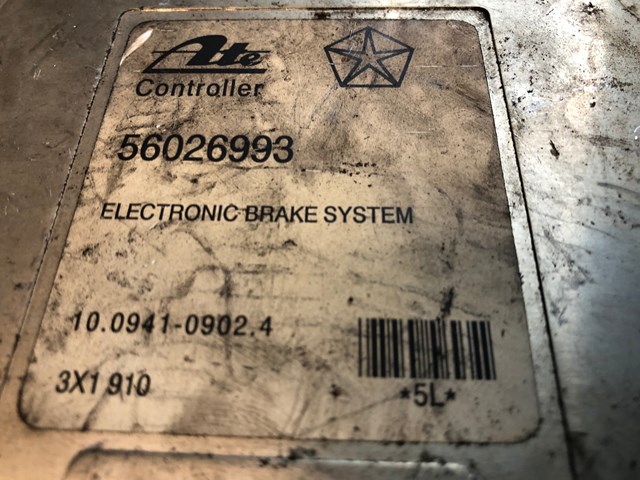 Ate
Controller
56026993
ELECTRONIC BRAKE SYSTEM
10.0941-0902.4
3X1 910
*5L*